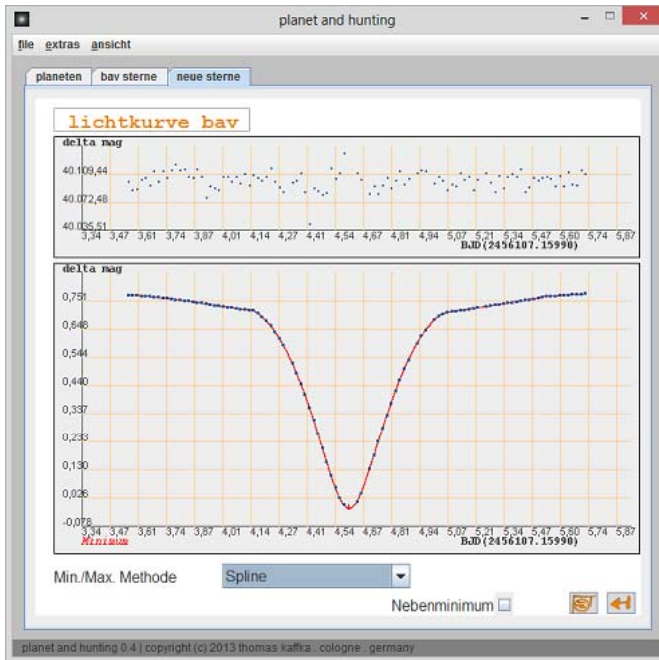 planet and hunting
file extras ansicht
planeten bav sterne neue sterne
lichtkurve bav
delta mag
40.109,44
40.072,48
40.035,51
3,34 3,47 3,61 3,74 3,87 4,01 4,14 4,27 4,41 4,54 4,67 4,81 4,94 5,07 5,20 5,34 5,47 5,60 5,74 5,87
BJD(2456107.15990)
delta mag
0,751
0,648
0,544
0,440
0,337
0,233
0,130
0,026
-0,078
3,34 3,47 3,61 3,74 3,87 4,01 4,14 4,27 4,41 4,54 4,67 4,81 4,94 5,07 5,20 5,34 5,47 5,60 5,74 5,87
Minimum BJD(2456107.15990)
Min./Max. Methode Spline
Nebenminimum
planet and hunting 0.4 | copyright (c) 2013 thomas kaffka . cologne . germany